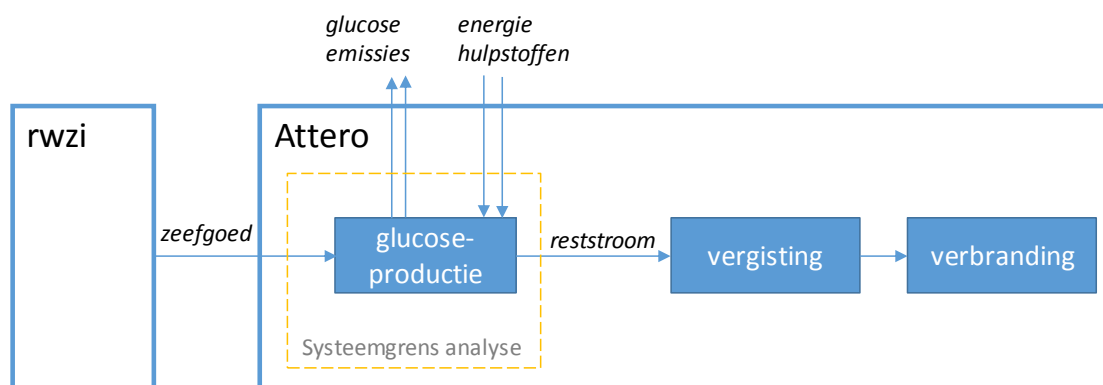 glucose
emissies
energie
hulpstoffen
rwzi
Attero
zeefgoed
glucose-
productie
reststroom
vergisting
verbranding
Systeemgrens analyse